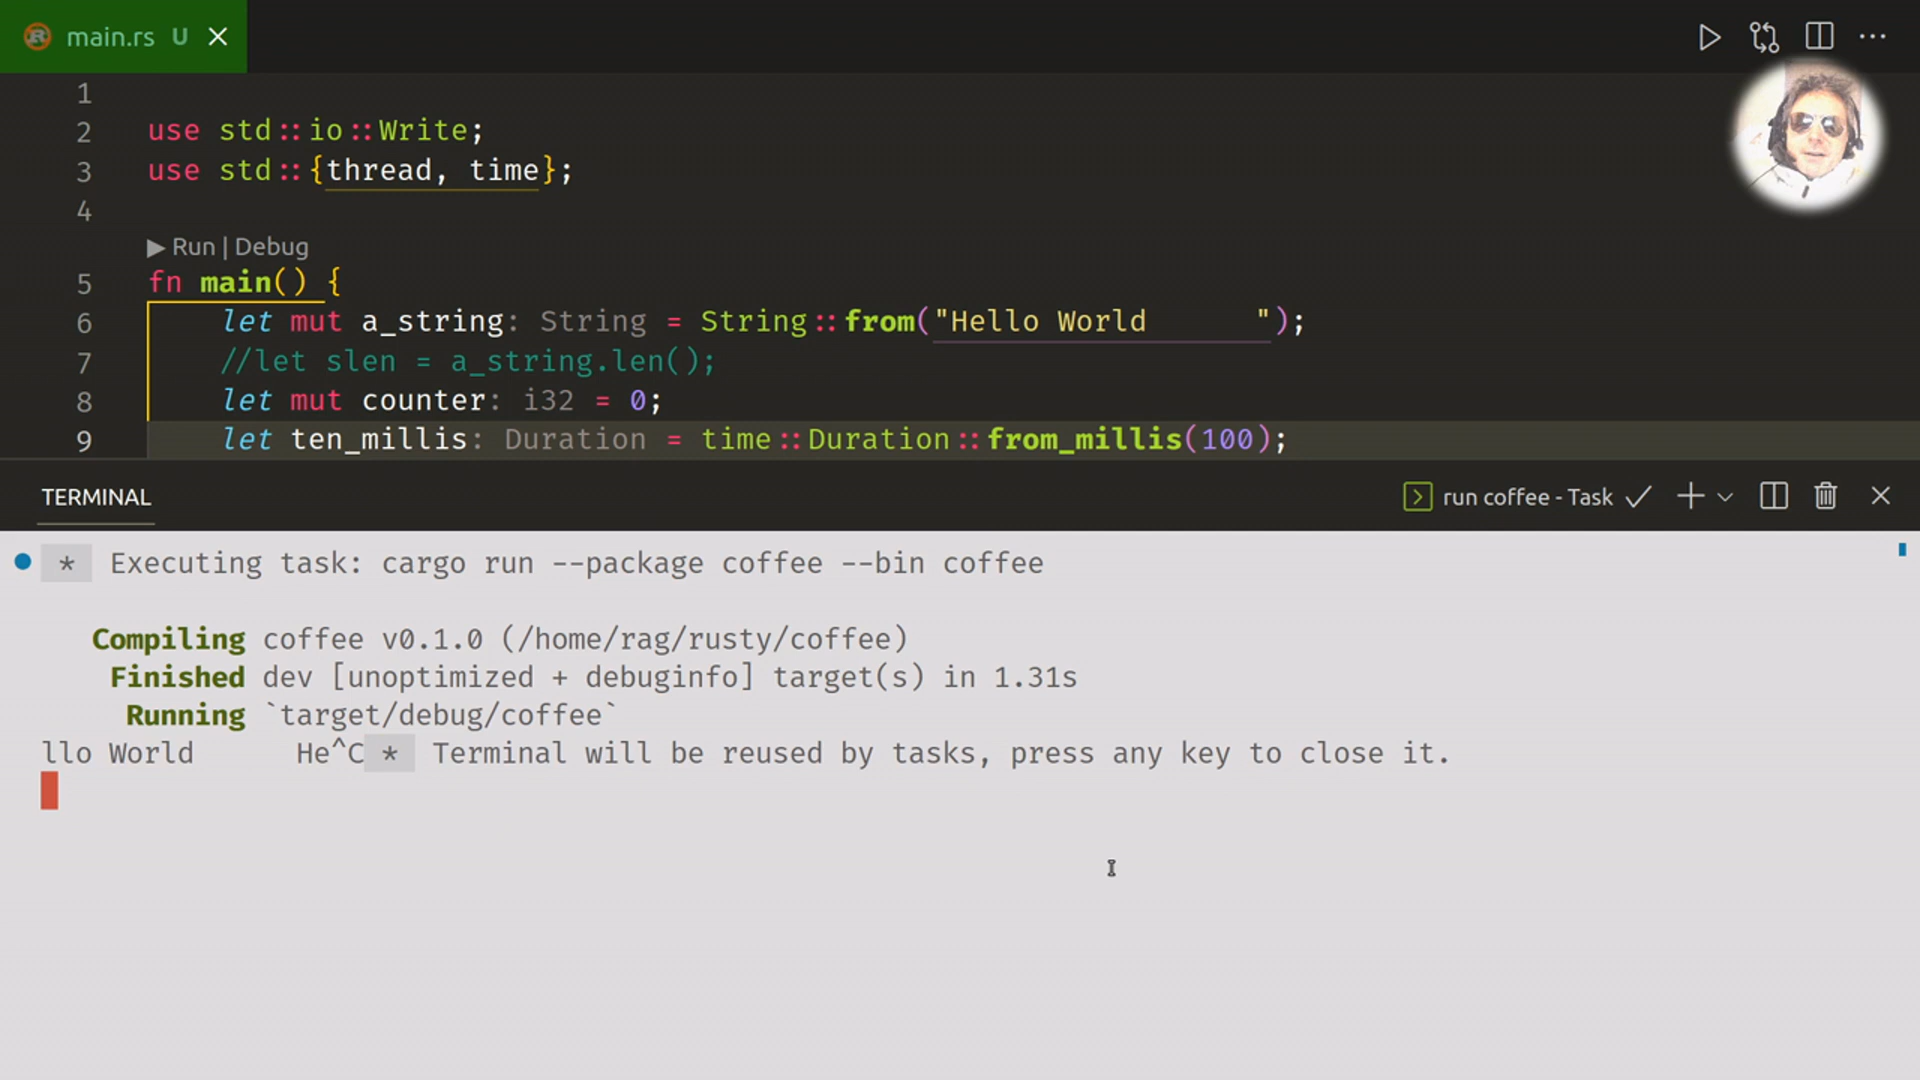 main.rs U
1
2 use std::io::Write;
3 use std::{thread, time};
4
Run | Debug
5 fn main() {
6 let mut a_string: String = String::from("Hello World      ");
7 //let slen = a_string.len();
8 let mut counter: i32 = 0;
9 let ten_millis: Duration = time::Duration::from_millis(100);
TERMINAL
run coffee - Task
* Executing task: cargo run --package coffee --bin coffee
Compiling coffee v0.1.0 (/home/rag/rusty/coffee)
Finished dev [unoptimized + debuginfo] target(s) in 1.31s
Running `target/debug/coffee`
llo World      He^C * Terminal will be reused by tasks, press any key to close it.